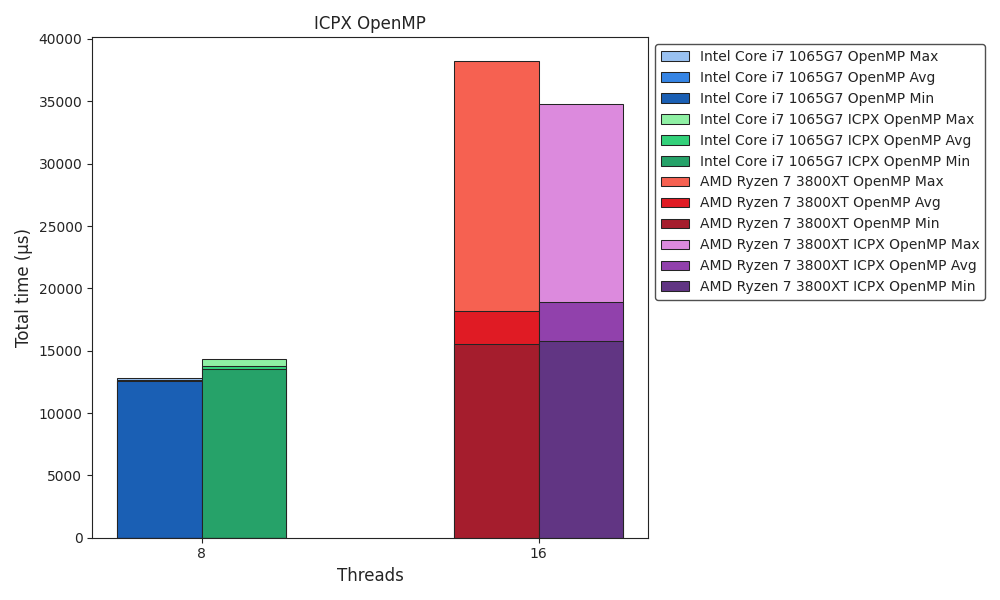 ICPX OpenMP
40000
35000
30000
25000
20000
15000
10000
5000
0
Total time (µs)
8
16
Threads
Intel Core i7 1065G7 OpenMP Max
Intel Core i7 1065G7 OpenMP Avg
Intel Core i7 1065G7 OpenMP Min
Intel Core i7 1065G7 ICPX OpenMP Max
Intel Core i7 1065G7 ICPX OpenMP Avg
Intel Core i7 1065G7 ICPX OpenMP Min
AMD Ryzen 7 3800XT OpenMP Max
AMD Ryzen 7 3800XT OpenMP Avg
AMD Ryzen 7 3800XT OpenMP Min
AMD Ryzen 7 3800XT ICPX OpenMP Max
AMD Ryzen 7 3800XT ICPX OpenMP Avg
AMD Ryzen 7 3800XT ICPX OpenMP Min